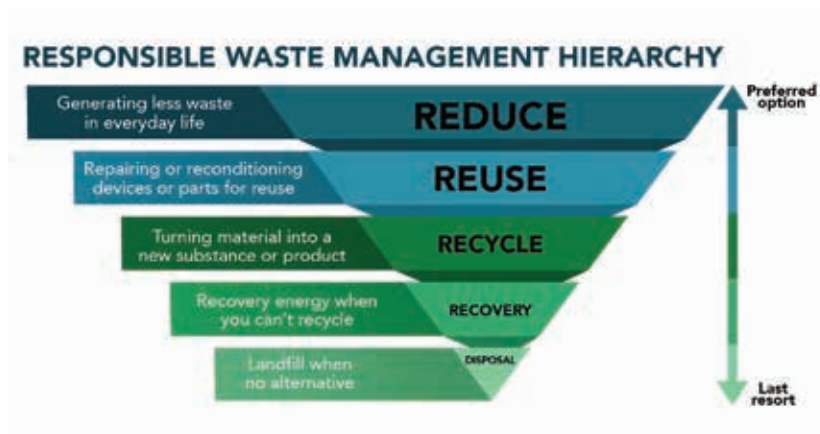 RESPONSIBLE WASTE MANAGEMENT HIERARCHY
Generating less waste
in everyday life
REDUCE
Preferred
option
Repairing or reconditioning
devices or parts for reuse
REUSE
Turning material into a
new substance or product
RECYCLE
Recovery energy when
you can't recycle
RECOVERY
Landfill when
no alternative
DISPOSAL
Last
resort